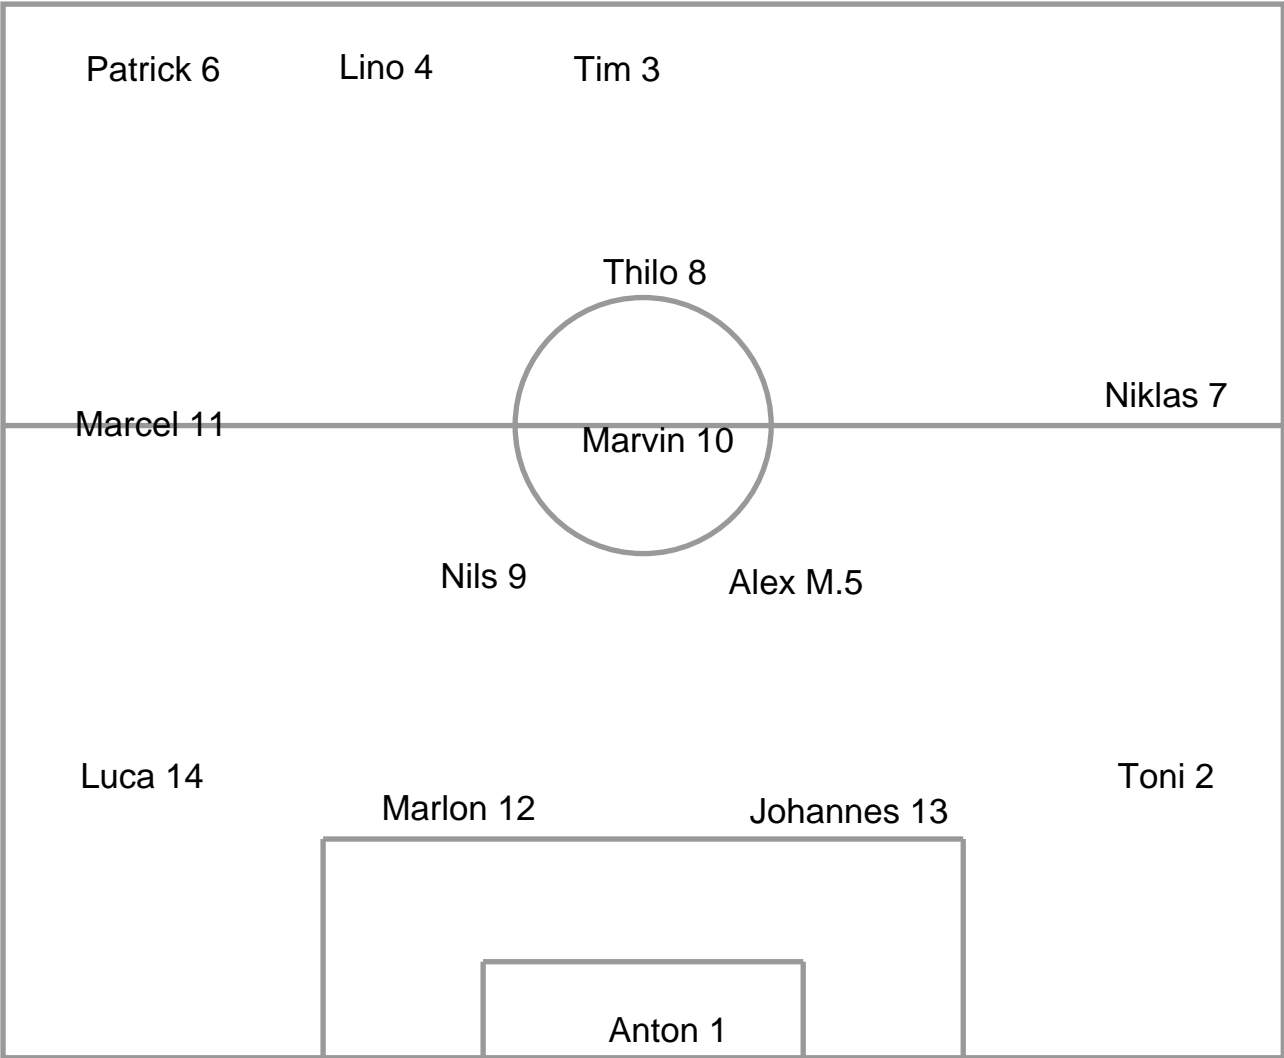 Patrick 6
Lino 4
Tim 3
Thilo 8
Niklas 7
Marcel 11
Marvin 10
Nils 9
Alex M.5
Luca 14
Toni 2
Marlon 12
Johannes 13
Anton 1